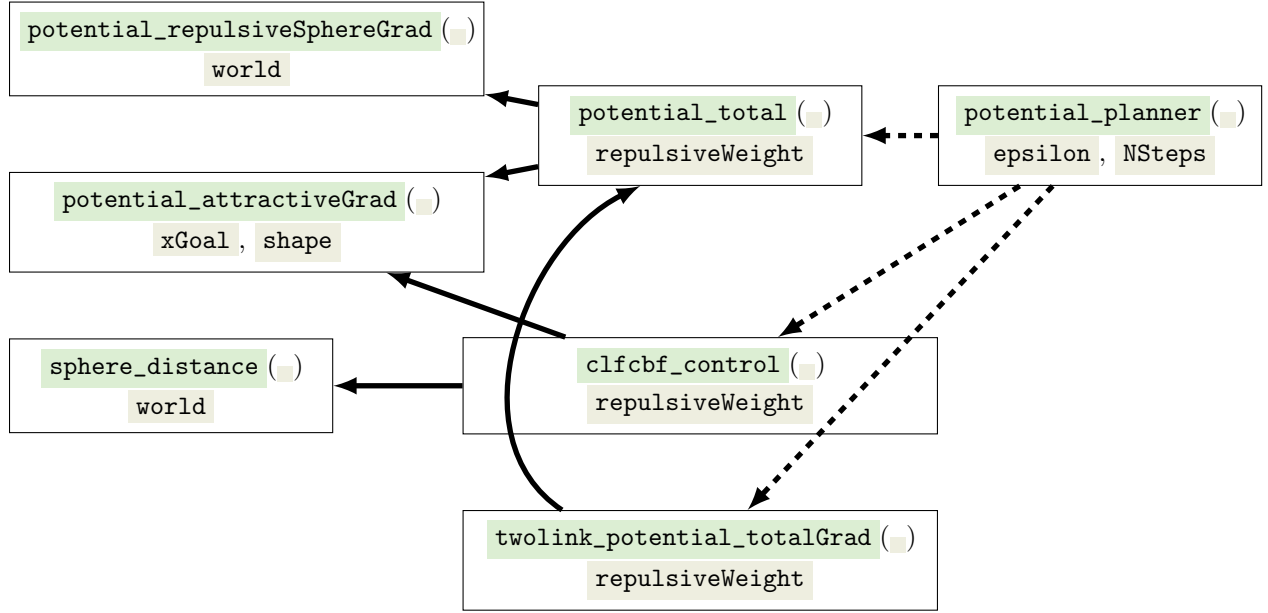 potential_repulsiveSphereGrad( )
world
potential_total( )
repulsiveWeight
potential_planner( )
epsilon, NSteps
potential_attractiveGrad( )
xGoal, shape
sphere_distance( )
world
clfcbf_control( )
repulsiveWeight
twolink_potential_totalGrad( )
repulsiveWeight